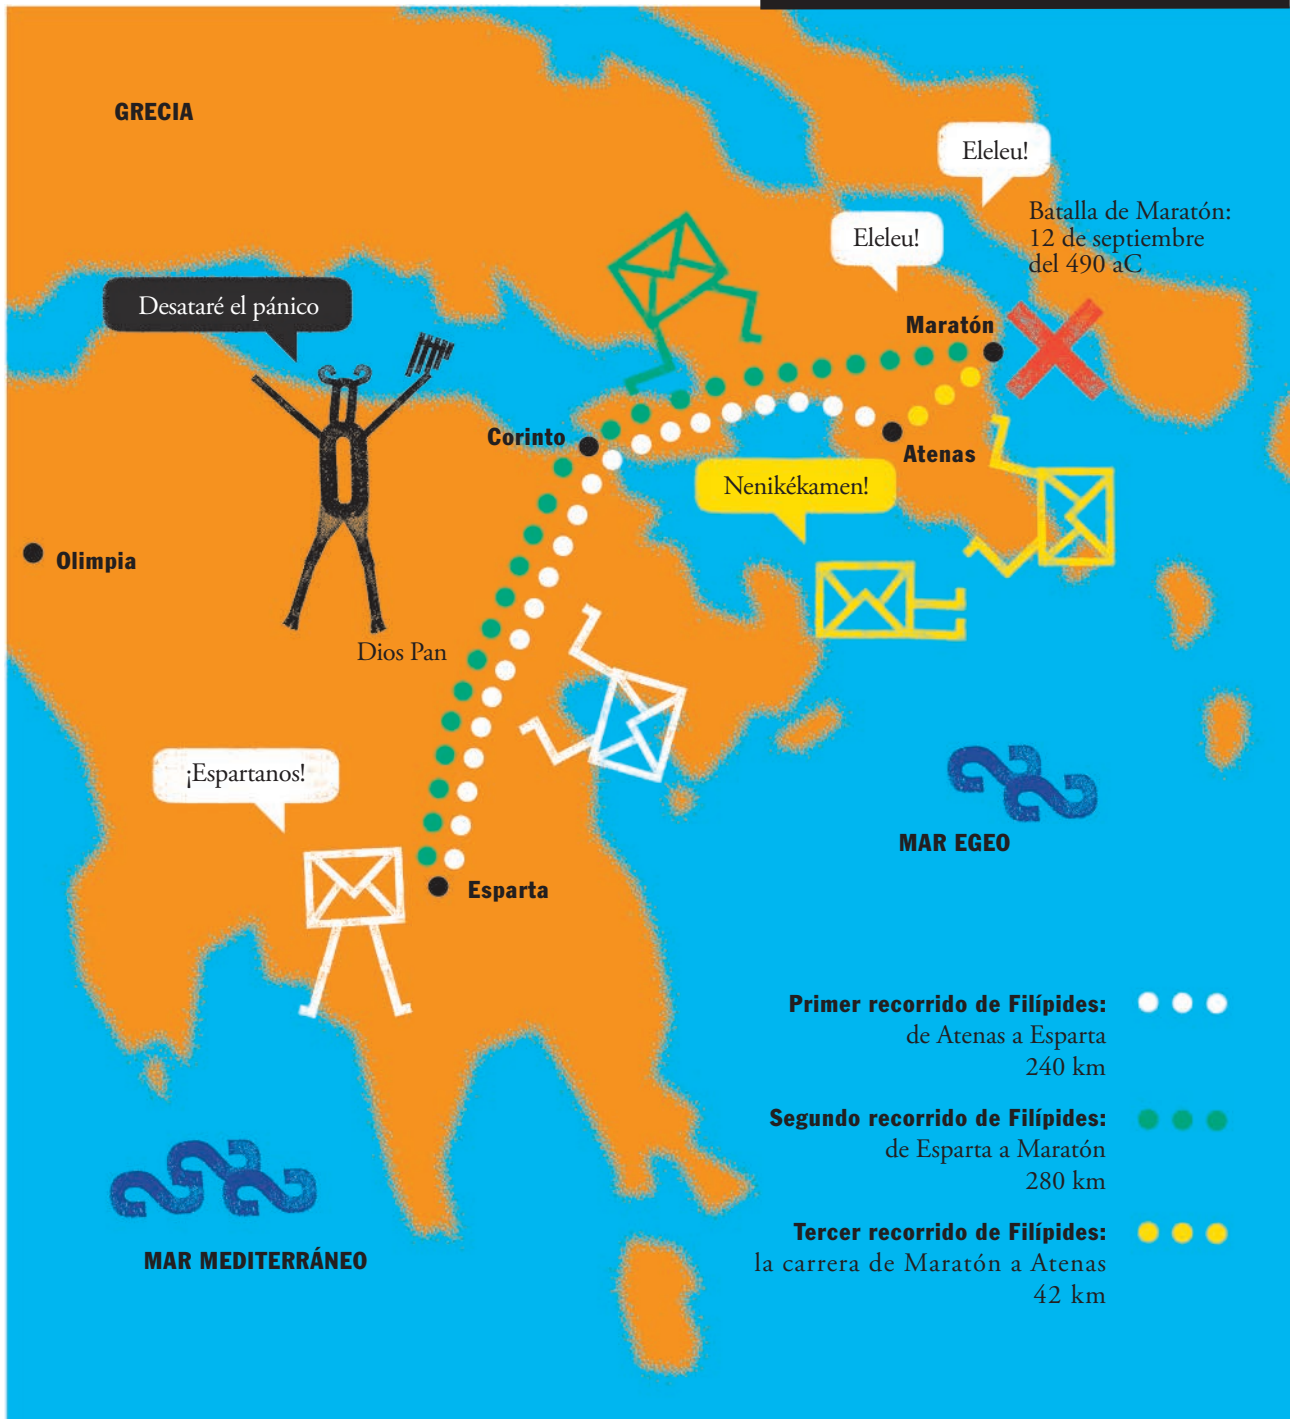 GRECIA
Eleleu!
Batalla de Maratón:
12 de septiembre
del 490 aC
Eleleu!
Desataré el pánico
Maratón
Corinto
Atenas
Nenikékamen!
Olimpia
Dios Pan
¡Espartanos!
MAR EGEO
Esparta
Primer recorrido de Filípides:
de Atenas a Esparta
240 km
Segundo recorrido de Filípides:
de Esparta a Maratón
280 km
Tercer recorrido de Filípides:
la carrera de Maratón a Atenas
42 km
MAR MEDITERRÁNEO